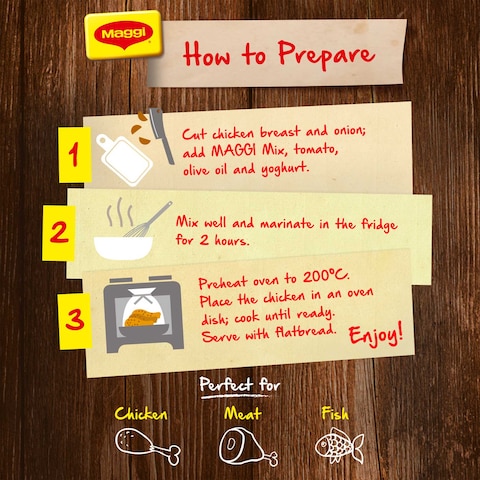 Maggi
How to Prepare
1
Cut chicken breast and onion;
add MAGGI Mix, tomato,
olive oil and yoghurt.
2
Mix well and marinate in the fridge
for 2 hours.
3
Preheat oven to 200°C.
Place the chicken in an oven
dish; cook until ready.
Serve with flatbread.
Enjoy!
Perfect for
Chicken
Meat
Fish